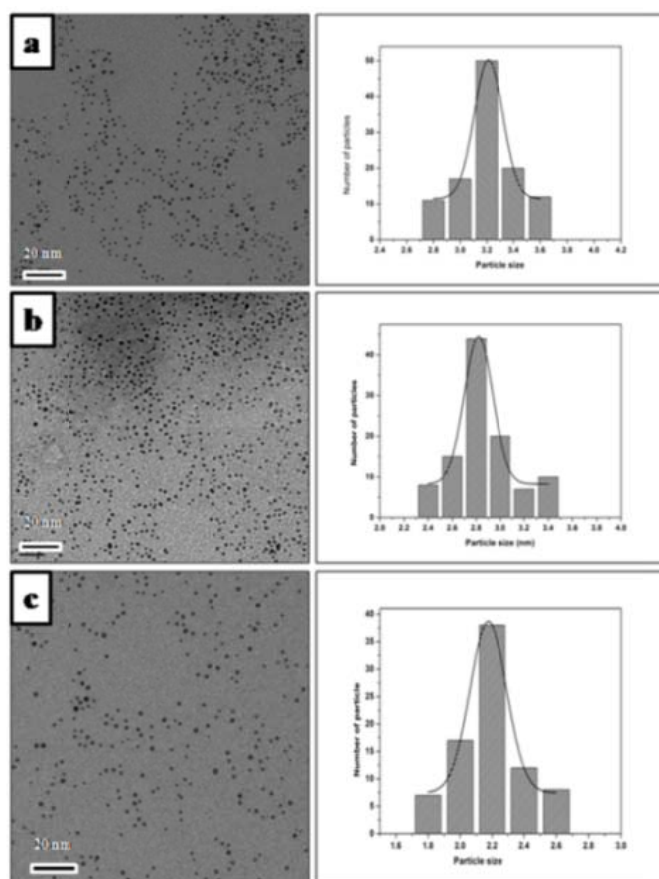 a
20 nm
Number of particles
50
40
30
20
10
0
2.4 2.6 2.8 3.0 3.2 3.4 3.6 3.8 4.0 4.2
Particle size
b
20 nm
Number of particles
40
30
20
10
0
2.0 2.2 2.4 2.6 2.8 3.0 3.2 3.4 3.6 3.8 4.0
Particle size (nm)
c
20 nm
Number of particle
40
35
30
25
20
15
10
5
0
1.6 1.8 2.0 2.2 2.4 2.6 2.8 3.0
Particle size